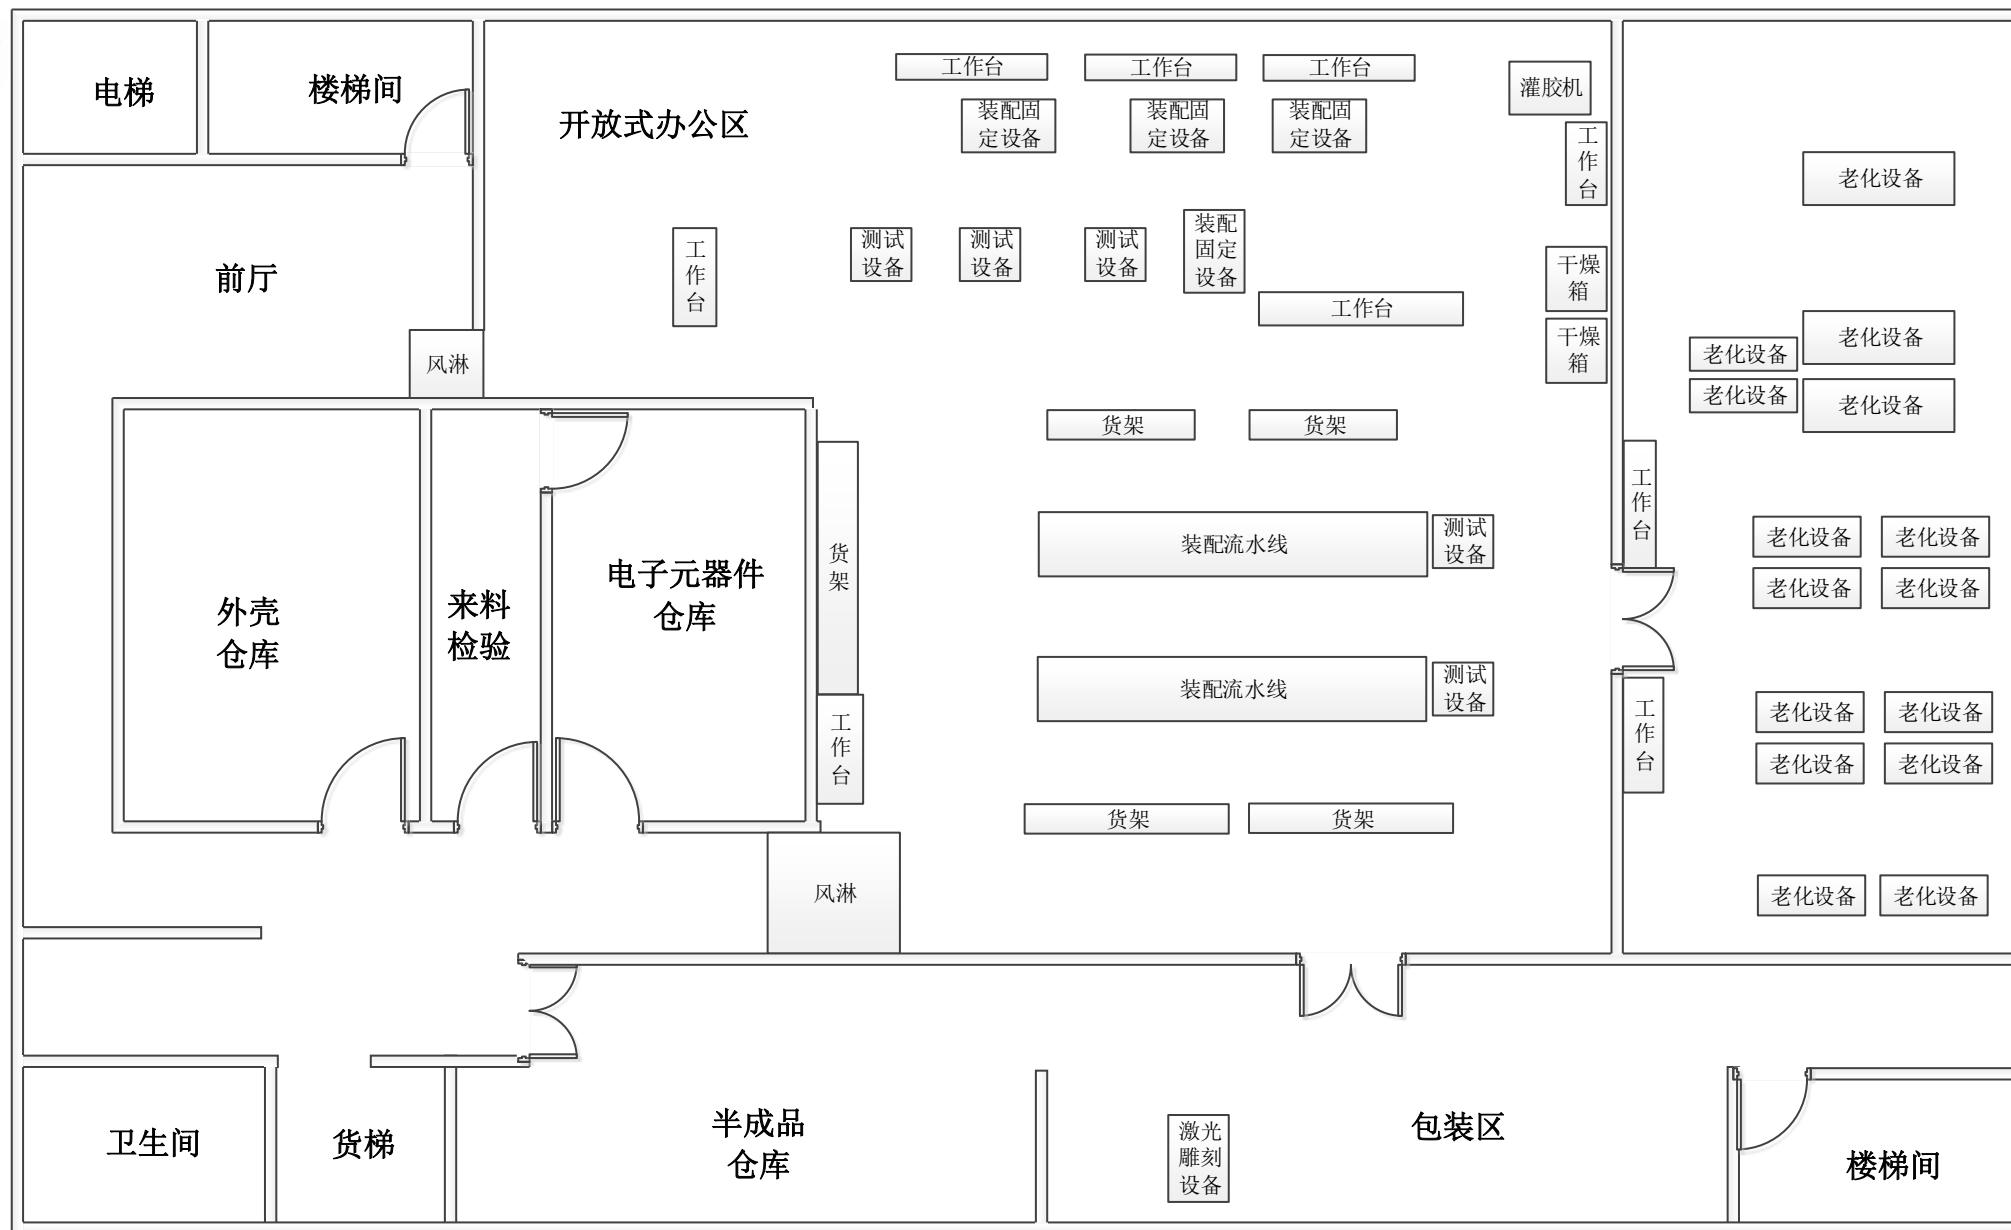 电梯
楼梯间
开放式办公区
工作台
工作台
工作台
灌胶机
装配固
定设备
装配固
定设备
装配固
定设备
工
作
台
老化设备
前厅
工
作
台
测试
设备
测试
设备
测试
设备
装配
固定
设备
工作台
干燥
箱
干燥
箱
风淋
老化设备
老化设备
老化设备
老化设备
货架
货架
外壳
仓库
来料
检验
电子元器件
仓库
货
架
装配流水线
测试
设备
工
作
台
老化设备
老化设备
老化设备
老化设备
装配流水线
测试
设备
工
作
台
工
作
台
老化设备
老化设备
老化设备
老化设备
货架
货架
风淋
老化设备
老化设备
卫生间
货梯
半成品
仓库
激光
雕刻
设备
包装区
楼梯间